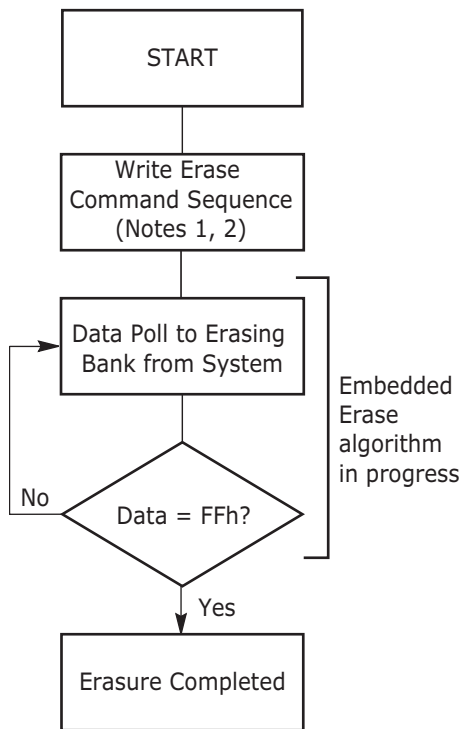 START
Write Erase
Command Sequence
(Notes 1, 2)
Data Poll to Erasing
Bank from System
Embedded
Erase
algorithm
in progress
No
Data = FFh?
Yes
Erasure Completed